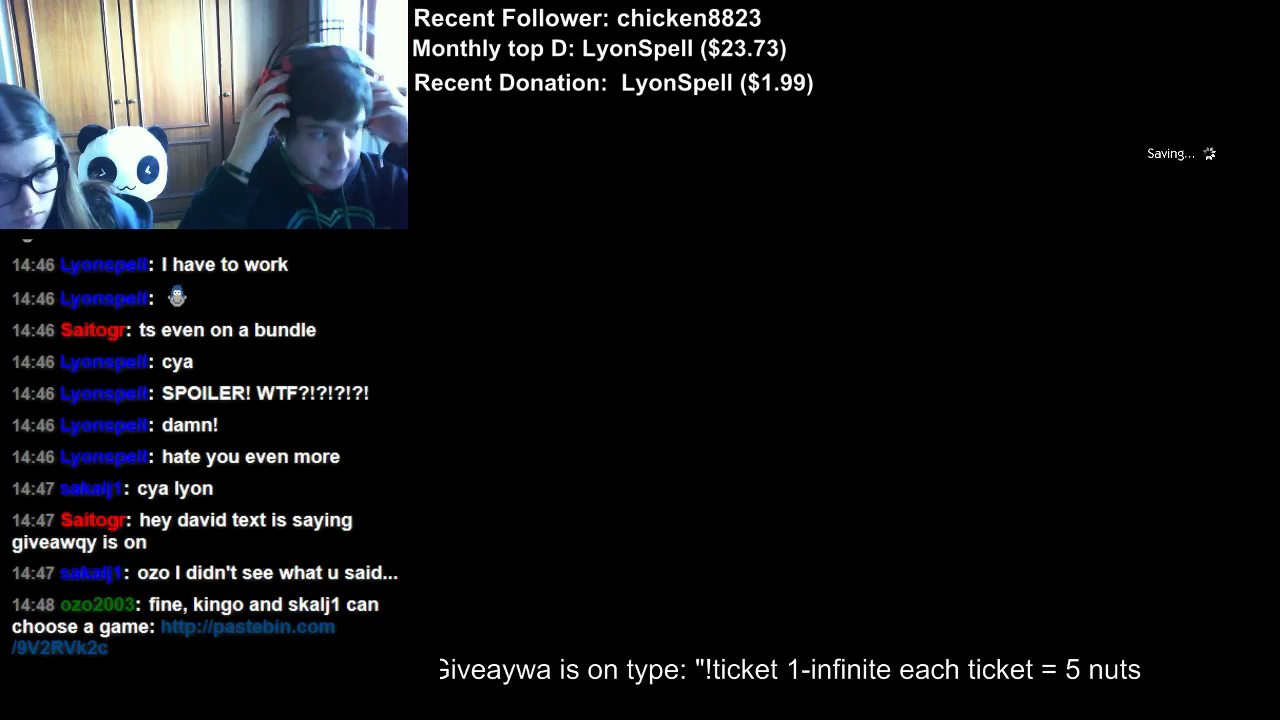 Recent Follower: chicken8823
Monthly top D: LyonSpell ($23.73)
Recent Donation: LyonSpell ($1.99)
Saving...
14:46 Lyonspell: I have to work
14:46 Lyonspell:
14:46 Saitogr: ts even on a bundle
14:46 Lyonspell: cya
14:46 Lyonspell: SPOILER! WTF?!?!?!?!
14:46 Lyonspell: damn!
14:46 Lyonspell: hate you even more
14:47 sakalj1: cya lyon
14:47 Saitogr: hey david text is saying
giveawqy is on
14:47 sakalj1: ozo I didn't see what u said...
14:48 ozo2003: fine, kingo and skalj1 can
choose a game: http://pastebin.com
/9V2RVk2c
Giveaywa is on type: "!ticket 1-infinite each ticket = 5 nuts